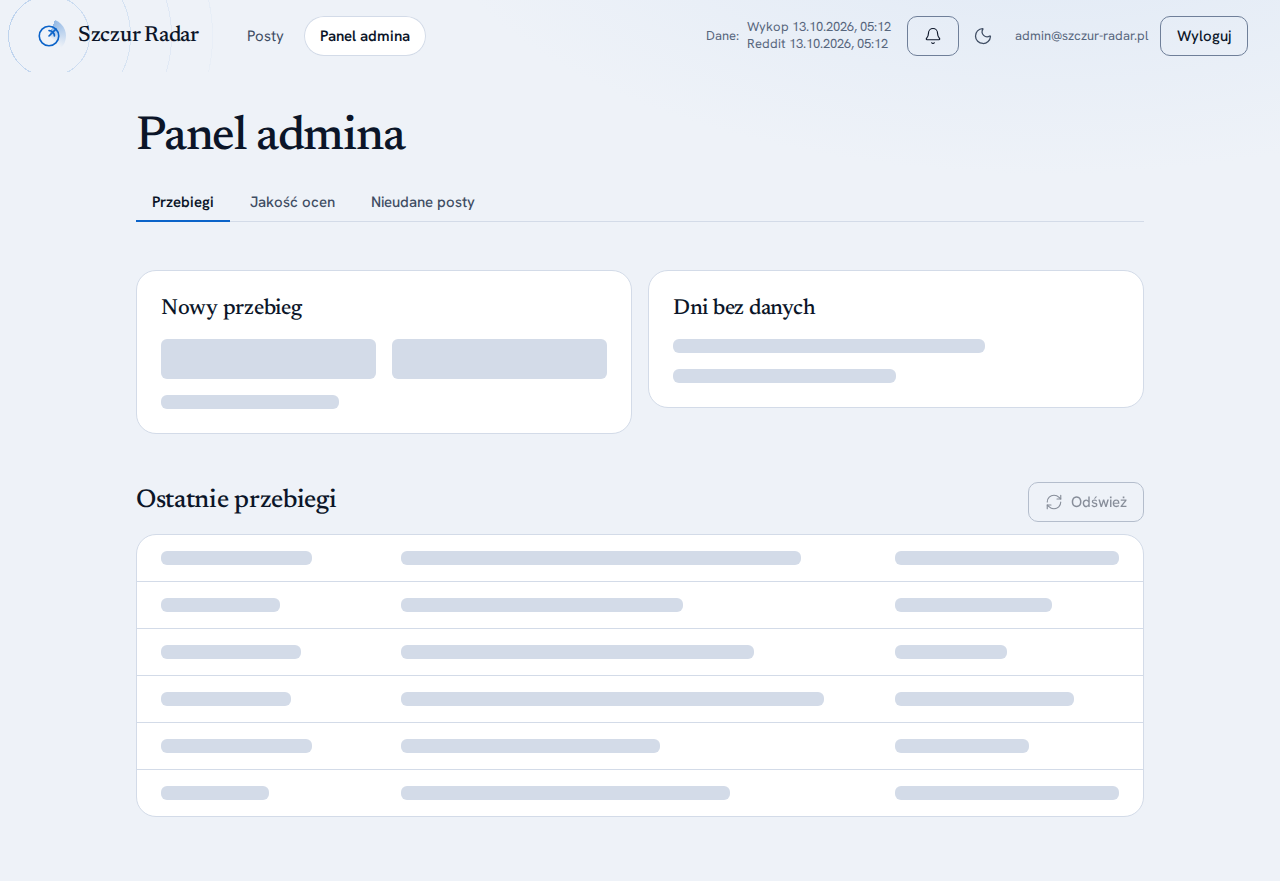 Szczur Radar
Posty
Panel admina
Dane:
Wykop 13.10.2026, 05:12
Reddit 13.10.2026, 05:12
admin@szczur-radar.pl
Wyloguj
Panel admina
Przebiegi
Jakość ocen
Nieudane posty
Nowy przebieg
Dni bez danych
Ostatnie przebiegi
Odśwież